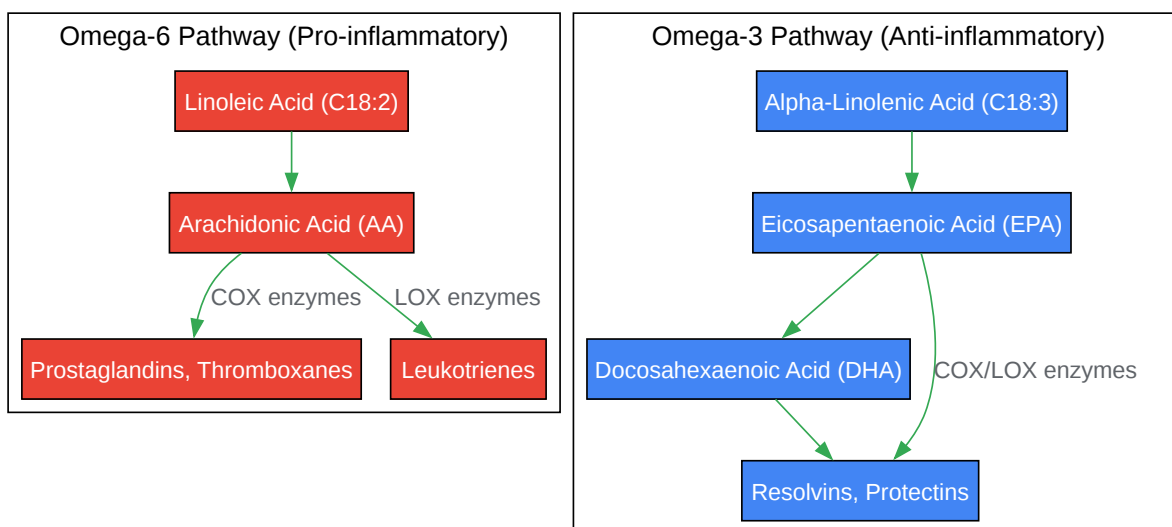 Omega-6 Pathway (Pro-inflammatory)
Linoleic Acid (C18:2)
Arachidonic Acid (AA)
COX enzymes
LOX enzymes
Prostaglandins, Thromboxanes
Leukotrienes
Omega-3 Pathway (Anti-inflammatory)
Alpha-Linolenic Acid (C18:3)
Eicosapentaenoic Acid (EPA)
Docosahexaenoic Acid (DHA)
COX/LOX enzymes
Resolvins, Protectins